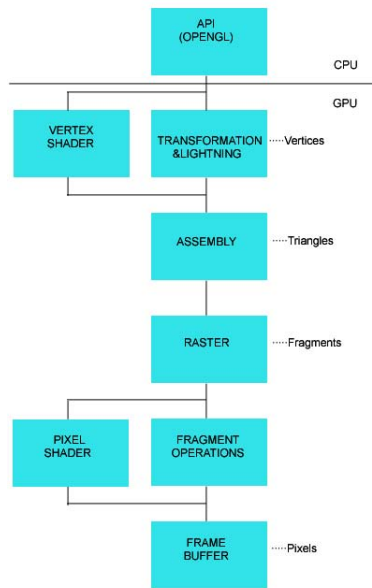 API
(OPENGL)
CPU
GPU
VERTEX
SHADER
TRANSFORMATION
&LIGHTNING
·····Vertices
ASSEMBLY
·····Triangles
RASTER
·····Fragments
PIXEL
SHADER
FRAGMENT
OPERATIONS
FRAME
BUFFER
·····Pixels